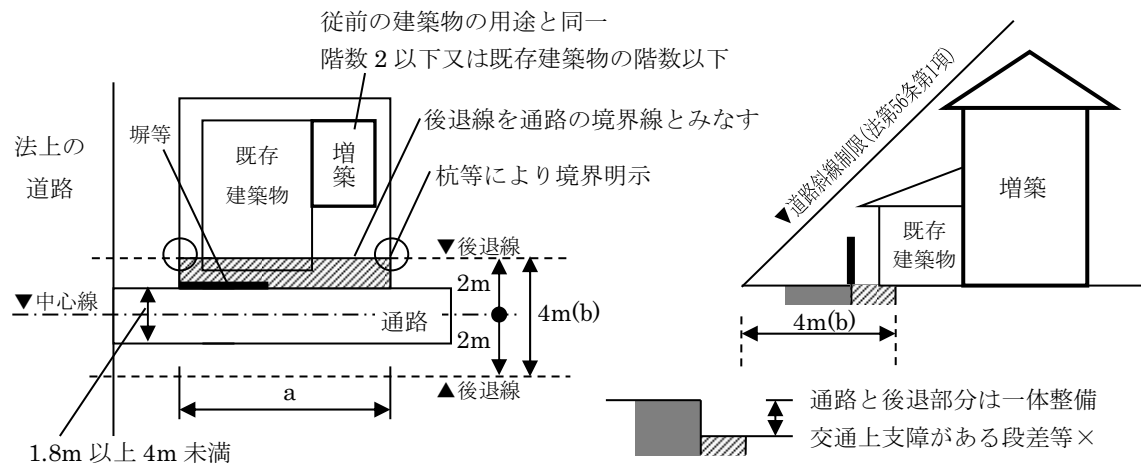 従前の建築物の用途と同一
階数 2 以下又は既存建築物の階数以下
法上の
道路
塀等
既存
建築物
増築
後退線を通路の境界線とみなす
杭等により境界明示
▼後退線
2m
▼中心線
通路
2m
4m(b)
▲後退線
a
1.8m 以上 4m 未満
▼道路斜線制限(法第56条第1項)
増築
既存
建築物
4m(b)
通路と後退部分は一体整備
交通上支障がある段差等×